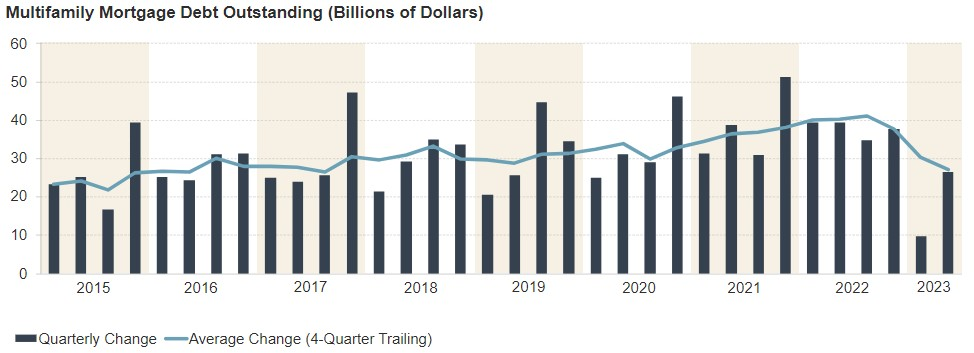 Multifamily Mortgage Debt Outstanding (Billions of Dollars)
60
50
40
30
20
10
0
2015 2016 2017 2018 2019 2020 2021 2022 2023
Quarterly Change Average Change (4-Quarter Trailing)